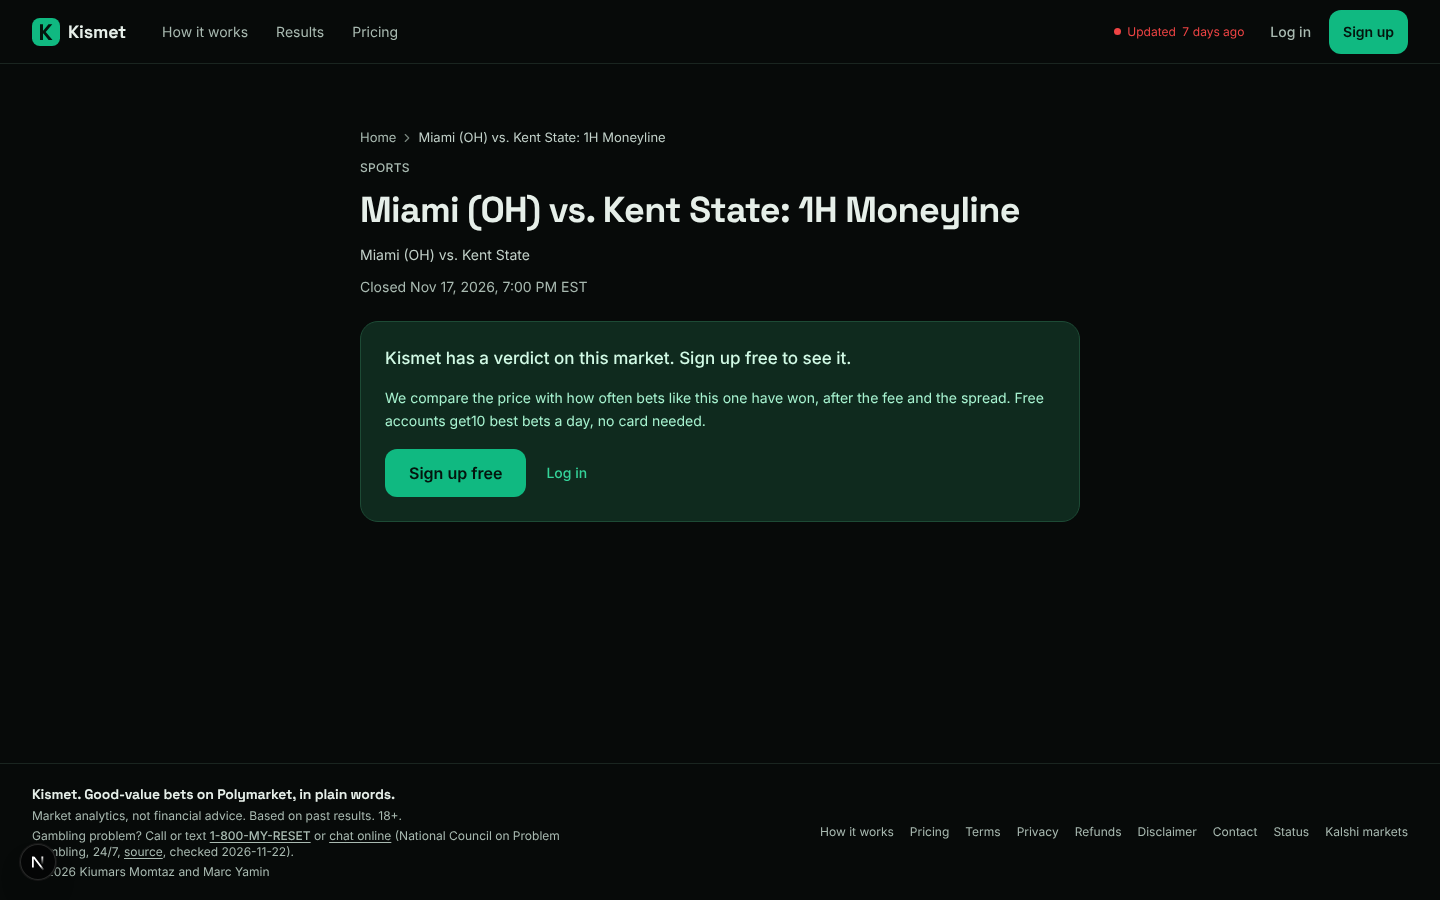 K Kismet How it works Results Pricing Updated 7 days ago Log in Sign up
Home > Miami (OH) vs. Kent State: 1H Moneyline
SPORTS
Miami (OH) vs. Kent State: 1H Moneyline
Miami (OH) vs. Kent State
Closed Nov 17, 2026, 7:00 PM EST
Kismet has a verdict on this market. Sign up free to see it.
We compare the price with how often bets like this one have won, after the fee and the spread. Free
accounts get10 best bets a day, no card needed.
Sign up free Log in
Kismet. Good-value bets on Polymarket, in plain words.
Market analytics, not financial advice. Based on past results. 18+.
Gambling problem? Call or text 1-800-MY-RESET or chat online (National Council on Problem
mbling, 24/7, source, checked 2026-11-22).
026 Kiumars Momtaz and Marc Yamin
How it works Pricing Terms Privacy Refunds Disclaimer Contact Status Kalshi markets
N